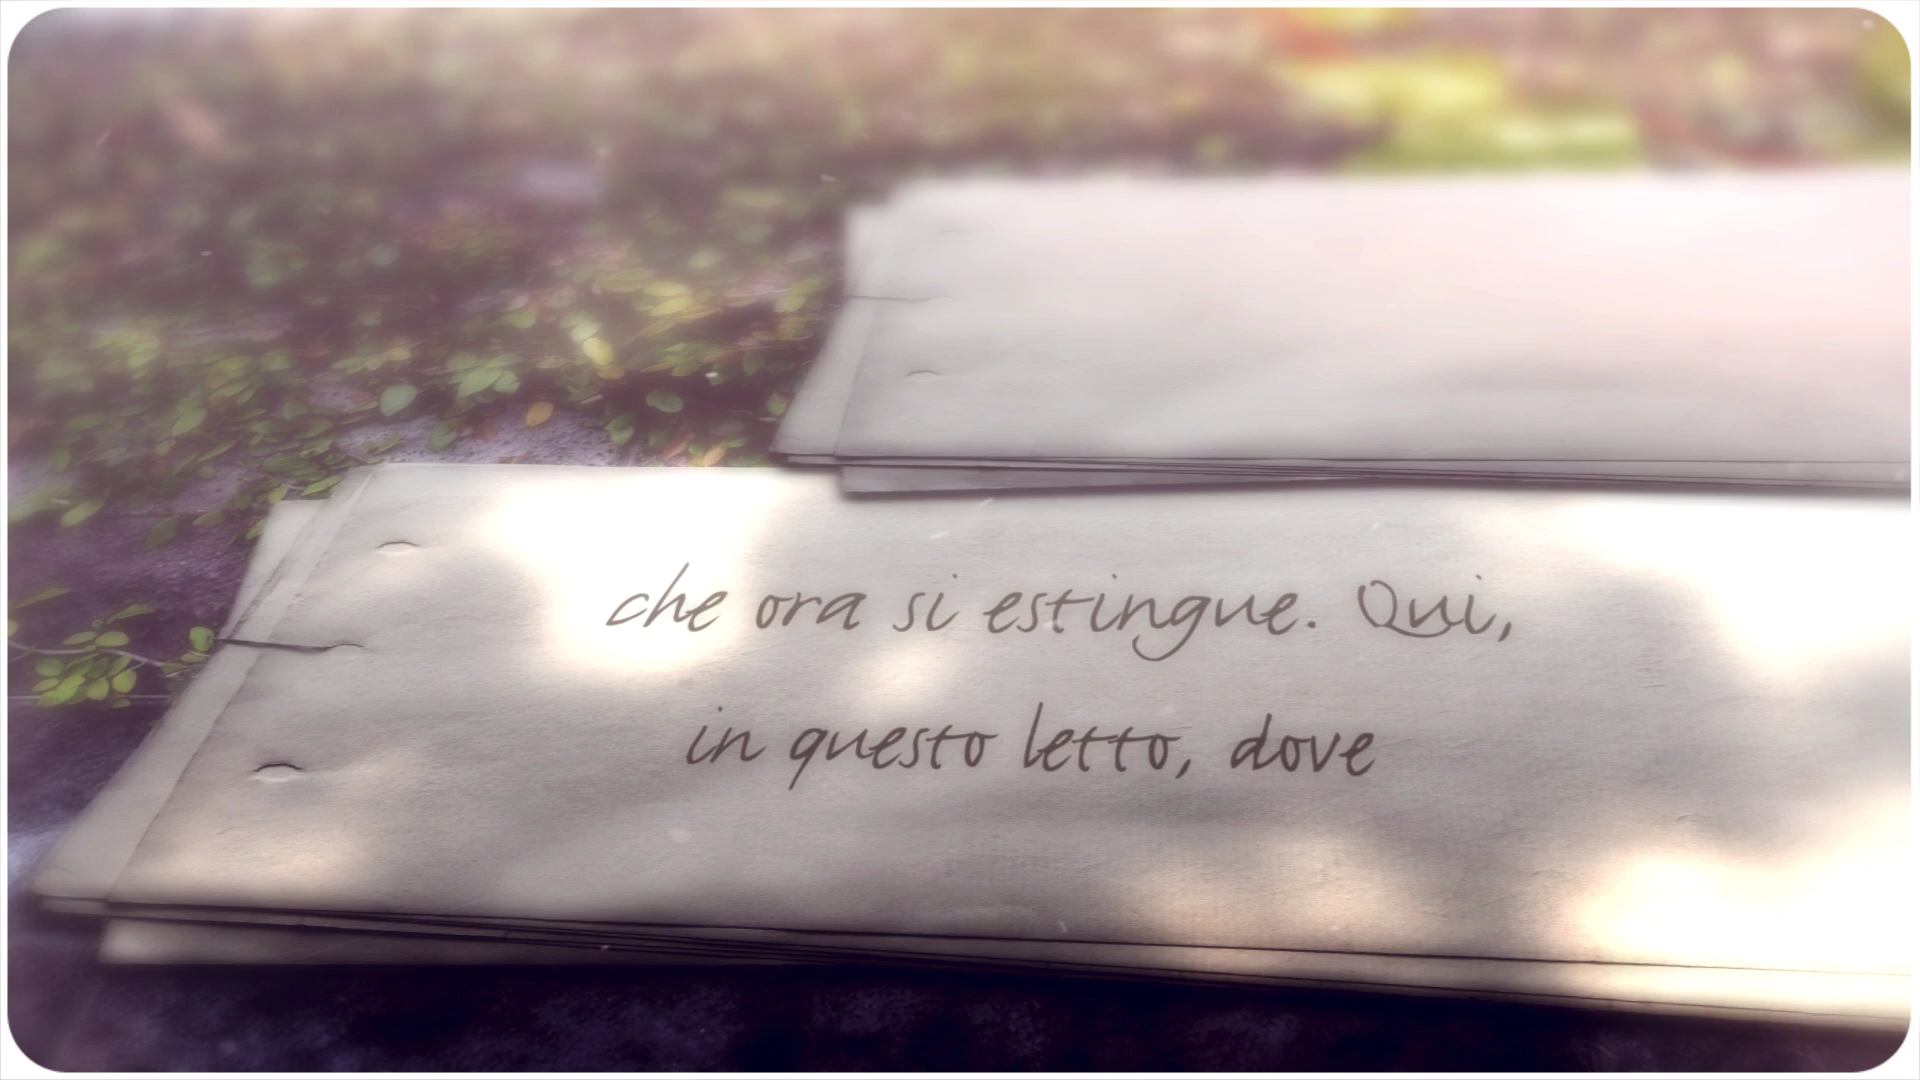 che ora si estingue. Qui,
in questo letto, dove